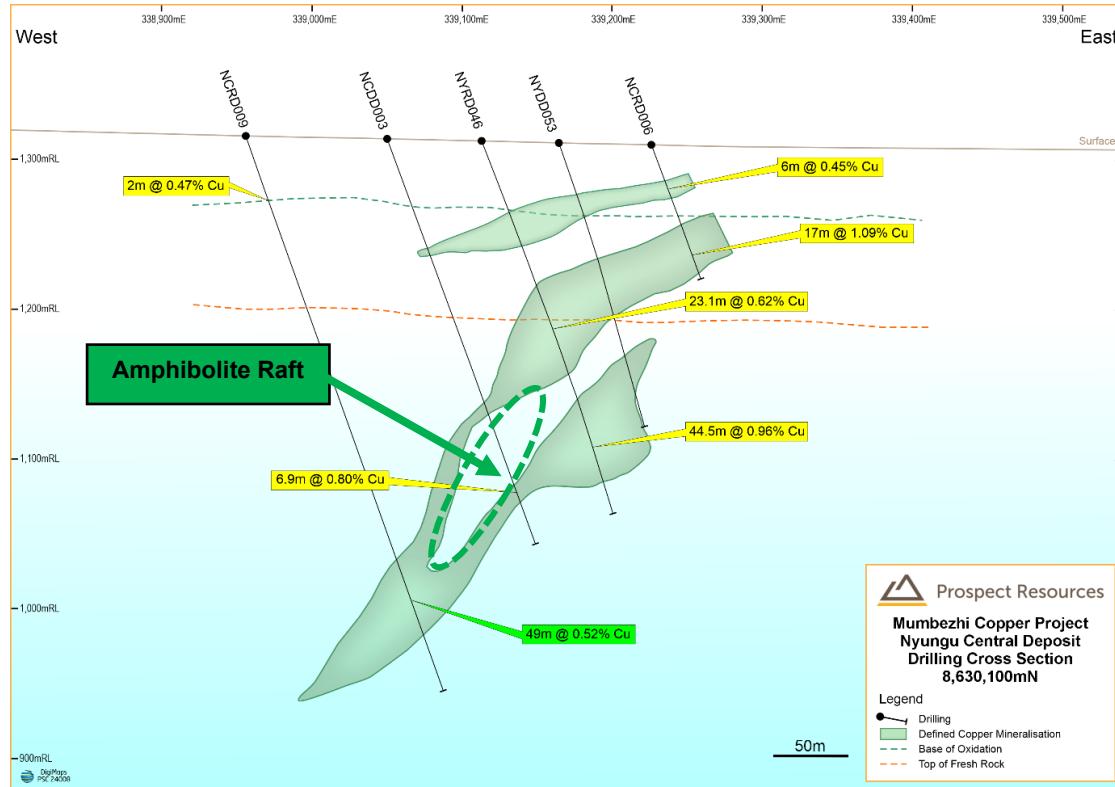 338,900mE
339,000mE
339,100mE
339,200mE
339,300mE
339,400mE
339,500mE
West
East
NCRD009
NCDD003
NYRD046
NYDD053
NCRD006
Surface
1,300mRL
6m @ 0.45% Cu
2m @ 0.47% Cu
17m @ 1.09% Cu
1,200mRL
23.1m @ 0.62% Cu
Amphibolite Raft
44.5m @ 0.96% Cu
1,100mRL
6.9m @ 0.80% Cu
1,000mRL
49m @ 0.52% Cu
Prospect Resources
Mumbezhi Copper Project
Nyungu Central Deposit
Drilling Cross Section
8,630,100mN
Legend
Drilling
Defined Copper Mineralisation
Base of Oxidation
Top of Fresh Rock
50m
900mRL
DigiMaps
PSC 24008